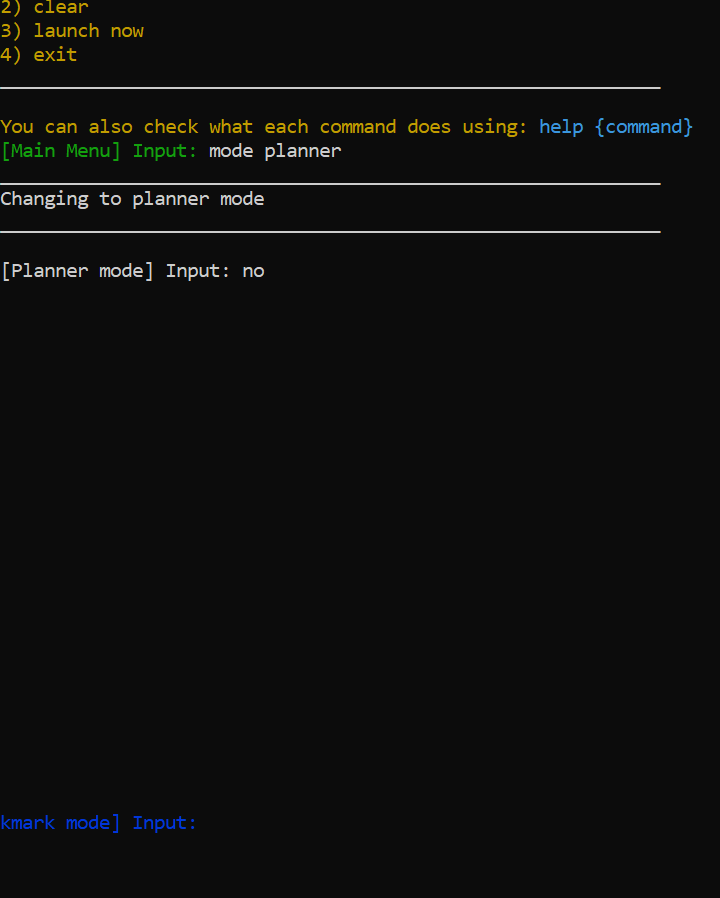 2) clear
3) launch now
4) exit
You can also check what each command does using: help {command}
[Main Menu] Input: mode planner
Changing to planner mode
[Planner mode] Input: no
kmark mode] Input: